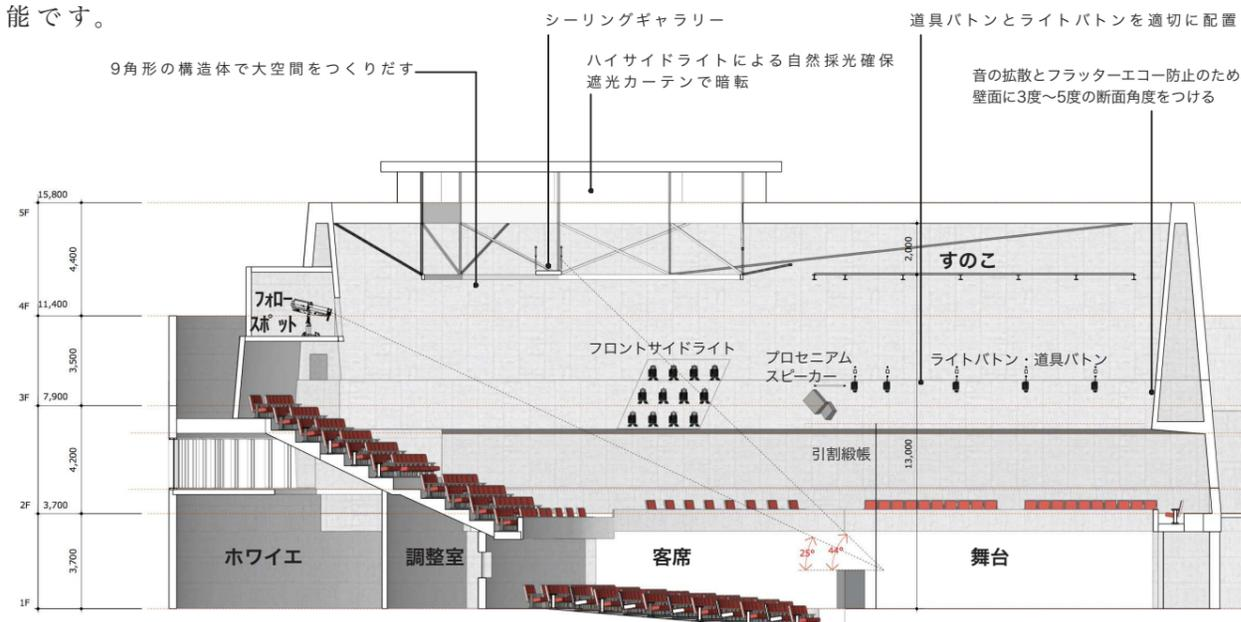 能です。
シーリングギャラリー
道具バトンとライトバトンを適切に配置
9角形の構造体で大空間をつくりだす
ハイサイドライトによる自然採光確保
遮光カーテンで暗転
音の拡散とフラッターエコー防止のため
壁面に3度〜5度の断面角度をつける
15,800
5F
4,400
2,000
すのこ
4F
11,400
フォロー
スポット
3,500
フロントサイドライト
プロセニアム
スピーカー
ライトバトン・道具バトン
3F
7,900
4,200
引割緞帳
13,000
2F
3,700
3,700
ホワイエ
調整室
客席
25°
44°
舞台
1F